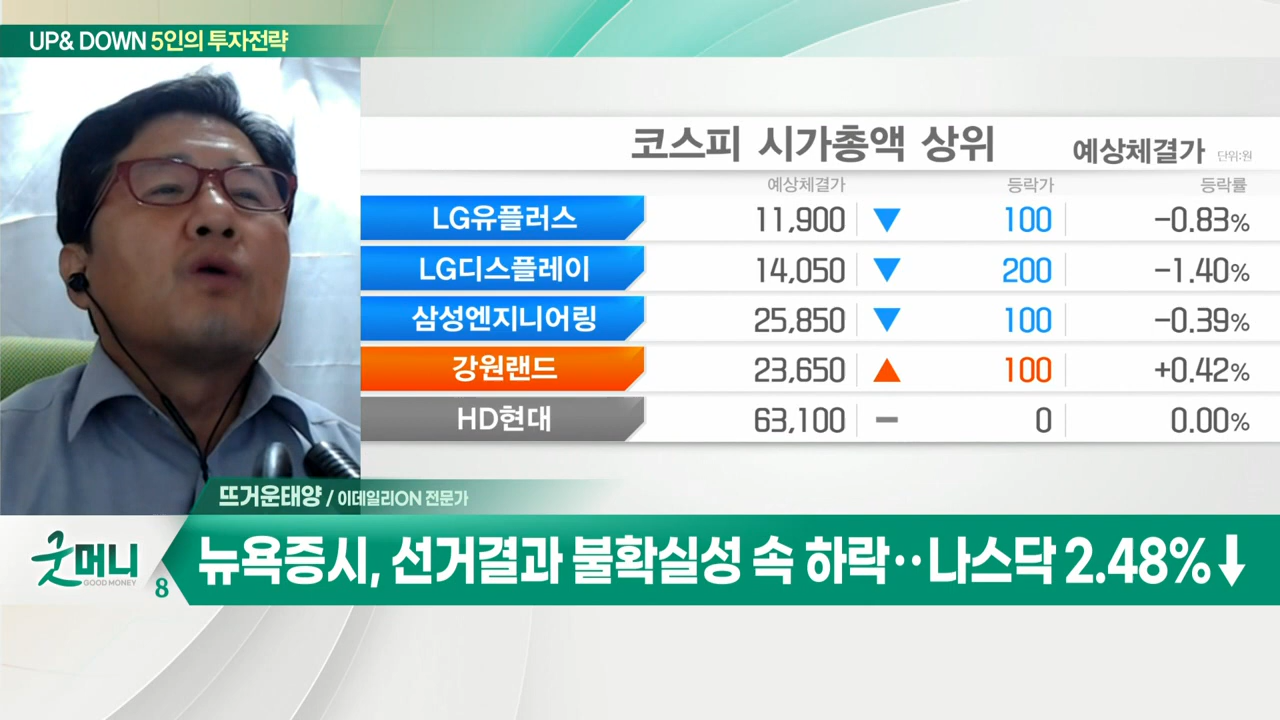 UP& DOWN 5인의 투자전략
코스피 시가총액 상위 예상체결가 단위:원
예상체결가 등락가 등락률
LG유플러스 11,900 ▼ 100 -0.83%
LG디스플레이 14,050 ▼ 200 -1.40%
삼성엔지니어링 25,850 ▼ 100 -0.39%
강원랜드 23,650 ▲ 100 +0.42%
HD현대 63,100 - 0 0.00%
뜨거운태양 / 이데일리ON 전문가
굿머니
GOOD MONEY
8
뉴욕증시, 선거결과 불확실성 속 하락··나스닥 2.48%↓